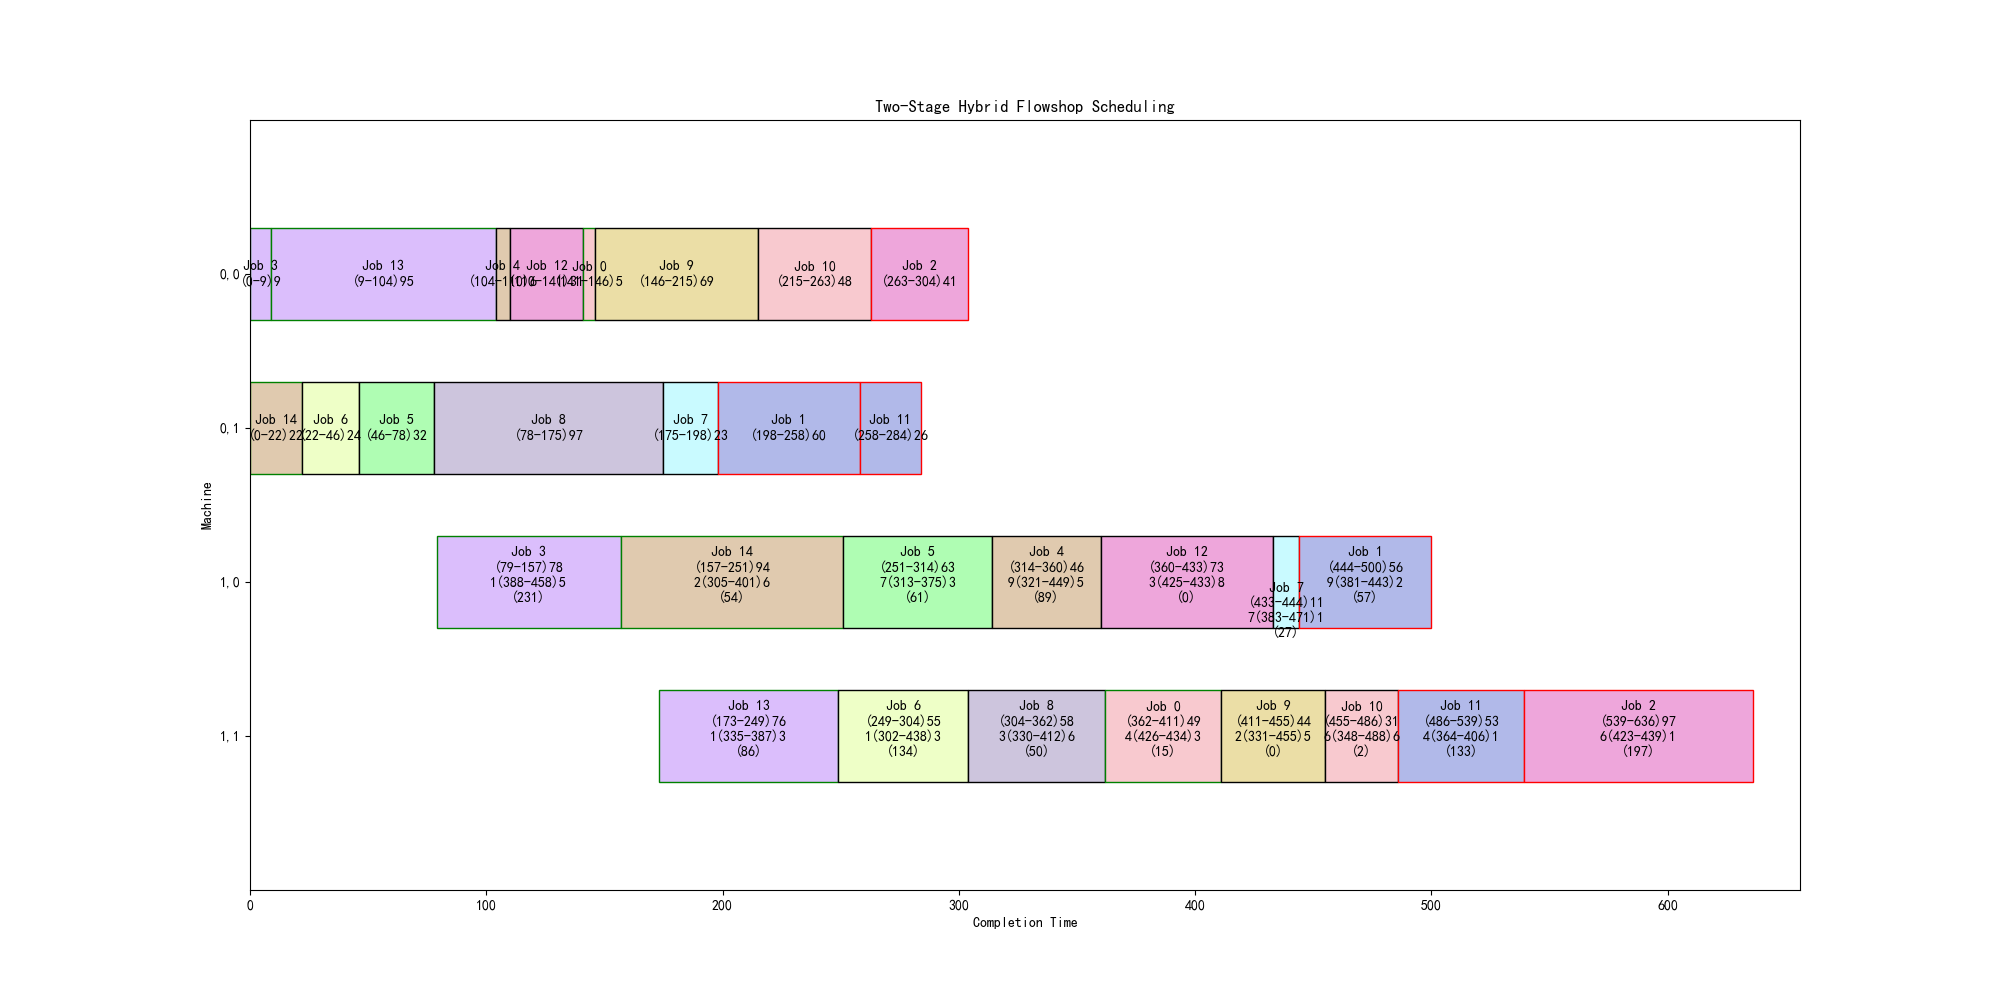 Two-Stage Hybrid Flowshop Scheduling
Machine
0,0
Job 3
(0-9)9
Job 13
(9-104)95
Job 4
Job 12
Job 0
Job 9
(146-215)69
Job 10
(215-263)48
Job 2
(263-304)41
0,1
Job 14
(0-22)22
Job 6
(22-46)24
Job 5
(46-78)32
Job 8
(78-175)97
Job 7
(175-198)23
Job 1
(198-258)60
Job 11
(258-284)26
1,0
Job 3
(79-157)78
1(388-458)5
(231)
Job 14
(157-251)94
2(305-401)6
(54)
Job 5
(251-314)63
7(313-375)3
(61)
Job 4
(314-360)46
9(321-449)5
(89)
Job 12
(360-433)73
3(425-433)8
(0)
Job 7
(433-444)11
7(383-471)1
(27)
Job 1
(444-500)56
9(381-443)2
(57)
1,1
Job 13
(173-249)76
1(335-387)3
(86)
Job 6
(249-304)55
1(302-438)3
(134)
Job 8
(304-362)58
3(330-412)6
(50)
Job 0
(362-411)49
4(426-434)3
(15)
Job 9
(411-455)44
2(331-455)5
(0)
Job 10
(455-486)31
6(348-488)6
(2)
Job 11
(486-539)53
4(364-406)1
(133)
Job 2
(539-636)97
6(423-439)1
(197)
0
100
200
300
400
500
600
Completion Time